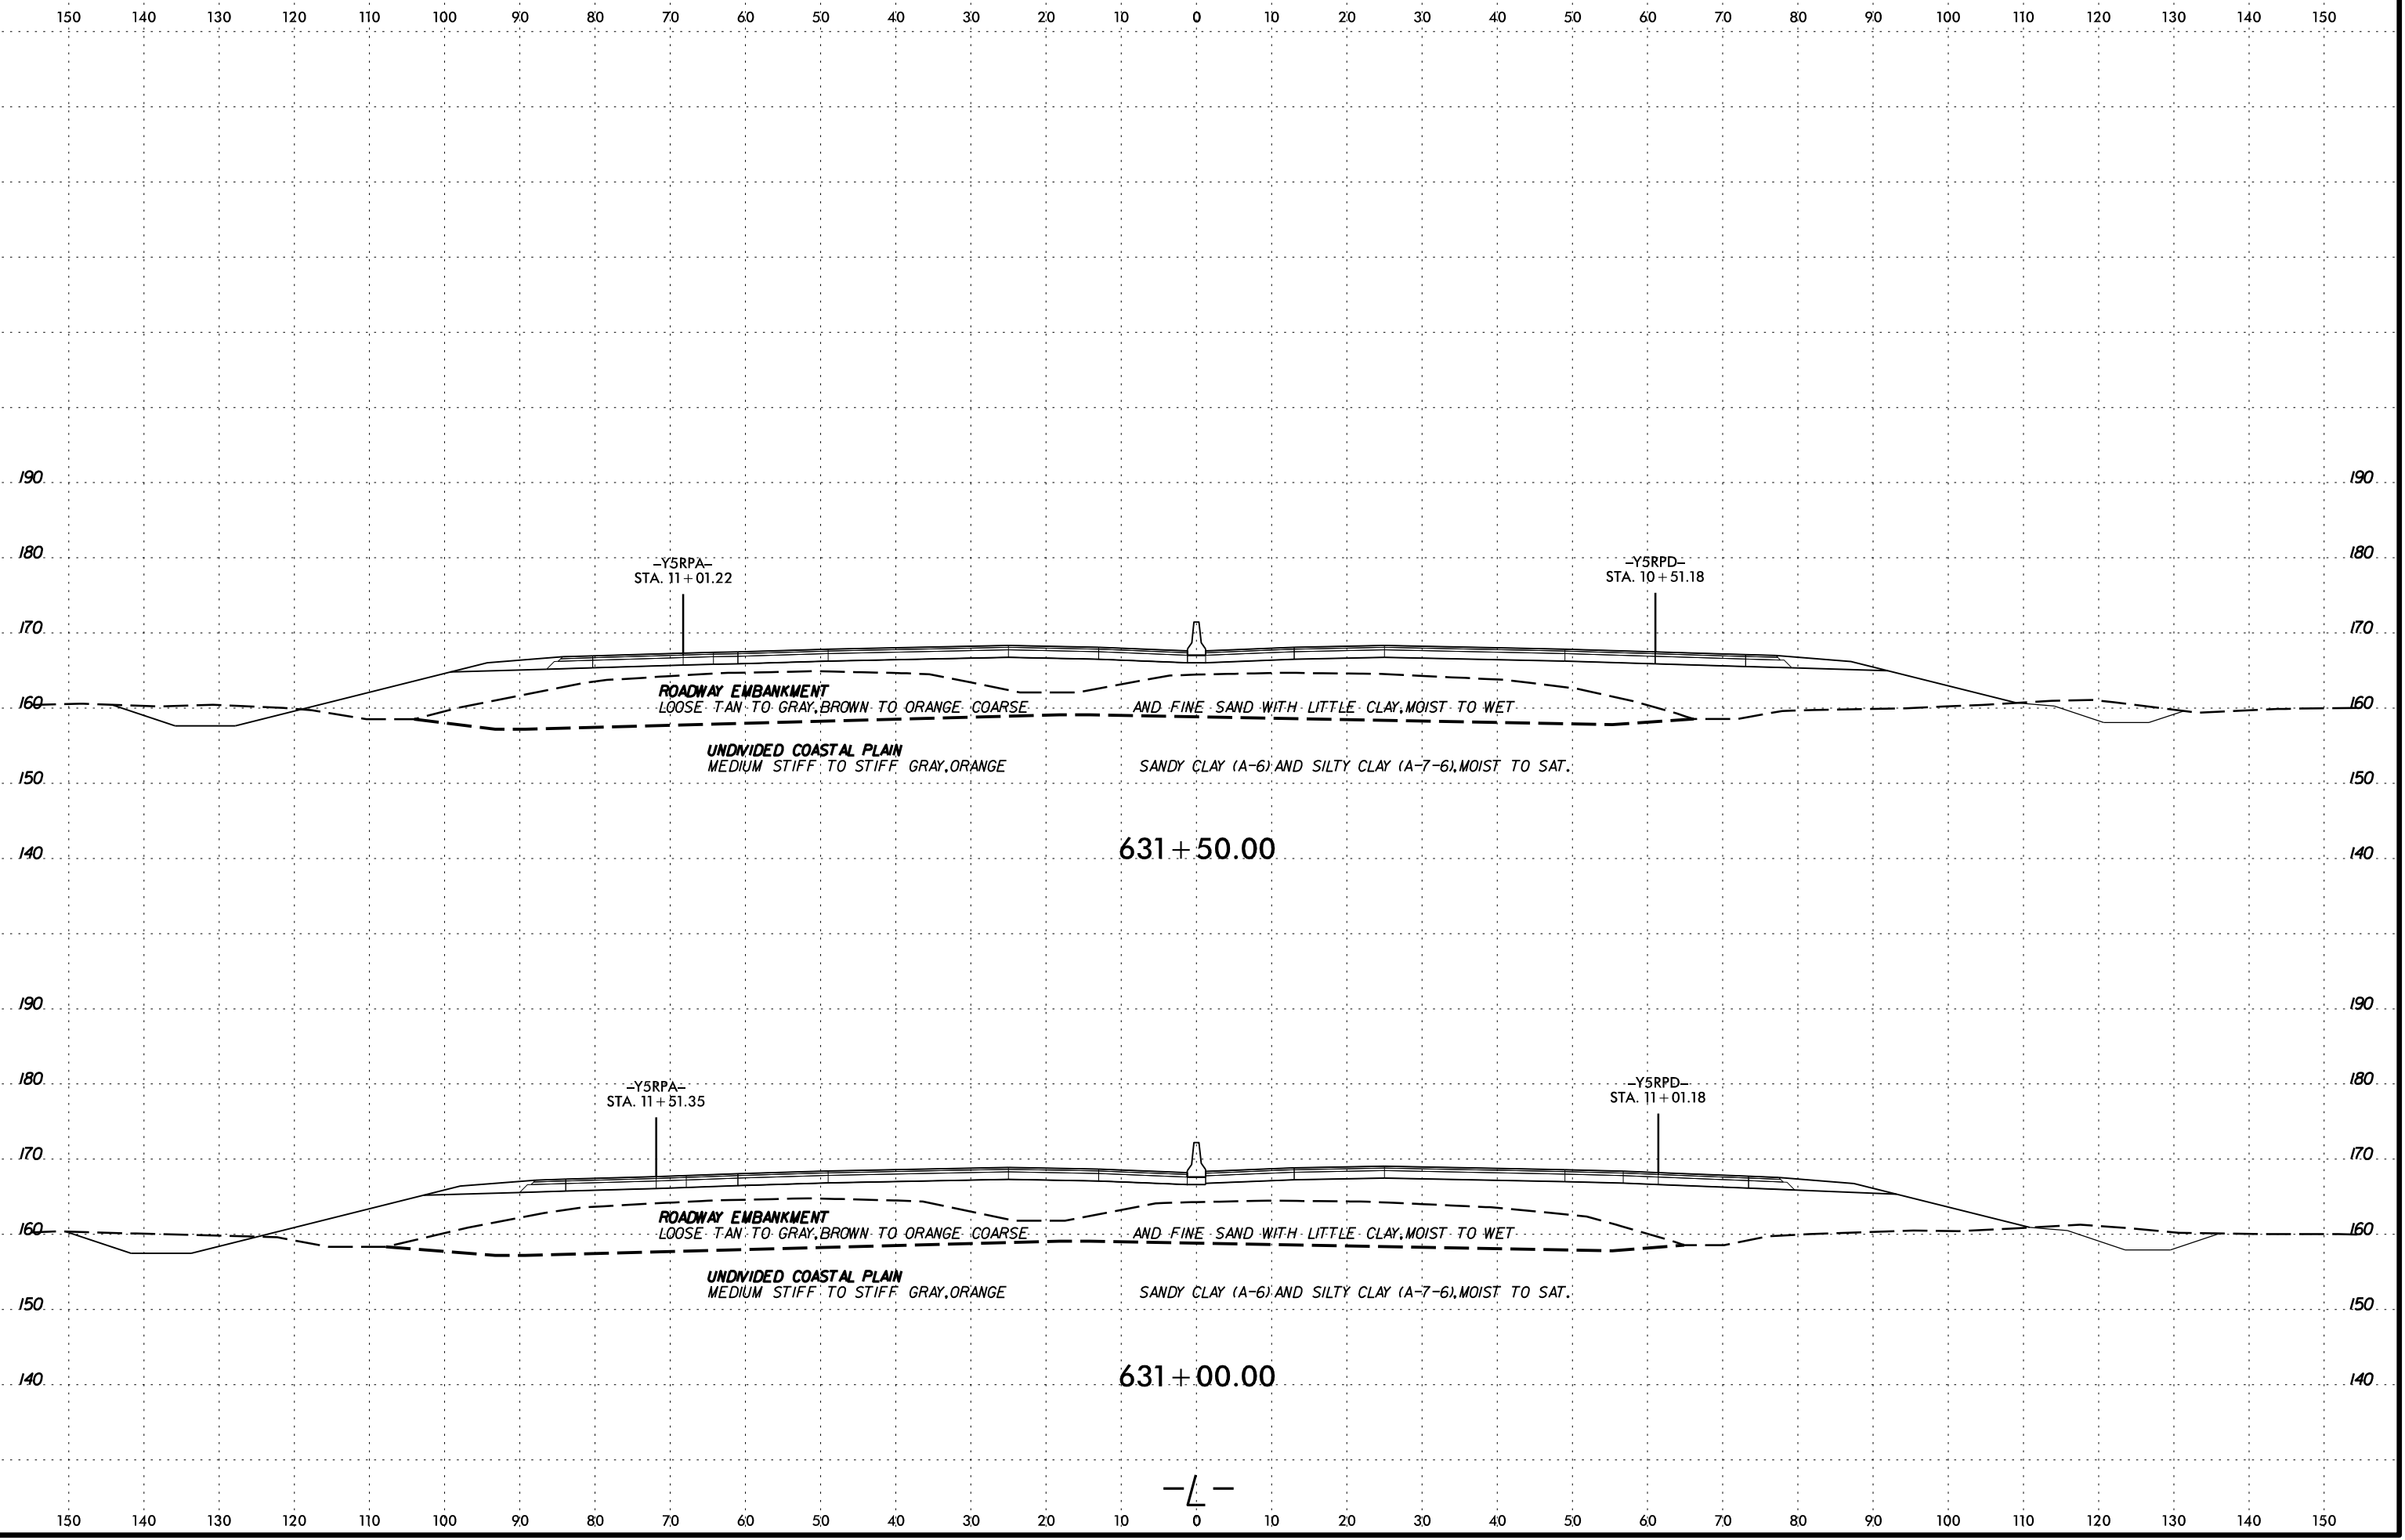 150 140 130 120 110 100 90 80 70 60 50 40 30 20 10 0 10 20 30 40 50 60 70 80 90 100 110 120 130 140 150
190 190
180 180
-Y5RPA- -Y5RPD-
STA. 11+01.22 STA. 10+51.18
170 170
ROADWAY EMBANKMENT
160 LOOSE TAN TO GRAY, BROWN TO ORANGE COARSE AND FINE SAND WITH LITTLE CLAY, MOIST TO WET 160
UNDIVIDED COASTAL PLAIN
MEDIUM STIFF TO STIFF GRAY, ORANGE SANDY CLAY (A-6) AND SILTY CLAY (A-7-6), MOIST TO SAT.
150 150
631+50.00
140 140
190 190
180 180
-Y5RPA- -Y5RPD-
STA. 11+51.35 STA. 11+01.18
170 170
ROADWAY EMBANKMENT
160 LOOSE TAN TO GRAY, BROWN TO ORANGE COARSE AND FINE SAND WITH LITTLE CLAY, MOIST TO WET 160
UNDIVIDED COASTAL PLAIN
MEDIUM STIFF TO STIFF GRAY, ORANGE SANDY CLAY (A-6) AND SILTY CLAY (A-7-6), MOIST TO SAT.
150 150
631+00.00
140 140
-L-
150 140 130 120 110 100 90 80 70 60 50 40 30 20 10 0 10 20 30 40 50 60 70 80 90 100 110 120 130 140 150